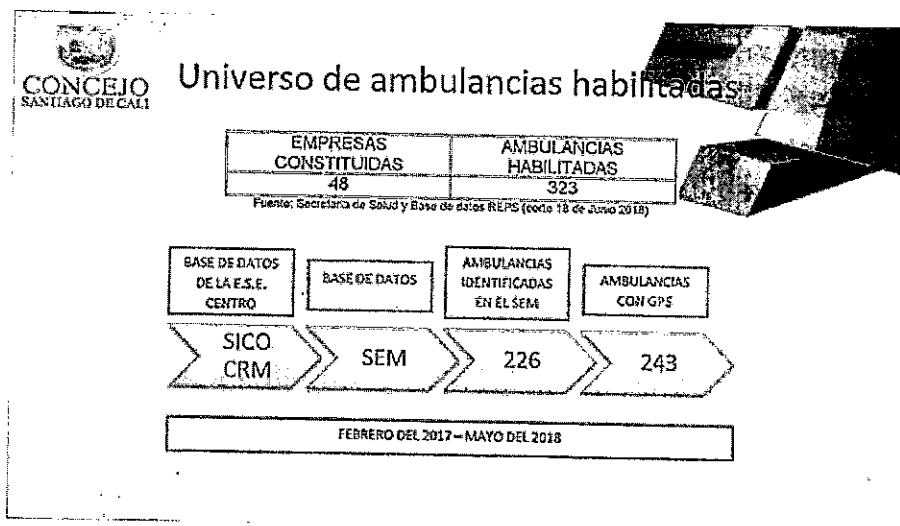 CONCEJO
SANTIAGO DE CALI
Universo de ambulancias habilitadas
EMPRESAS CONSTITUIDAS
AMBULANCIAS HABILITADAS
48
323
Fuente: Secretaria de Salud y Base de datos REPS (corte 18 de Junio 2018)
BASE DE DATOS
DE LA E.S.E.
CENTRO
BASE DE DATOS
AMBULANCIAS
IDENTIFICADAS
EN EL SEM
AMBULANCIAS
CON GPS
SICO
CRM
SEM
226
243
FEBRERO DEL 2017 – MAYO DEL 2018